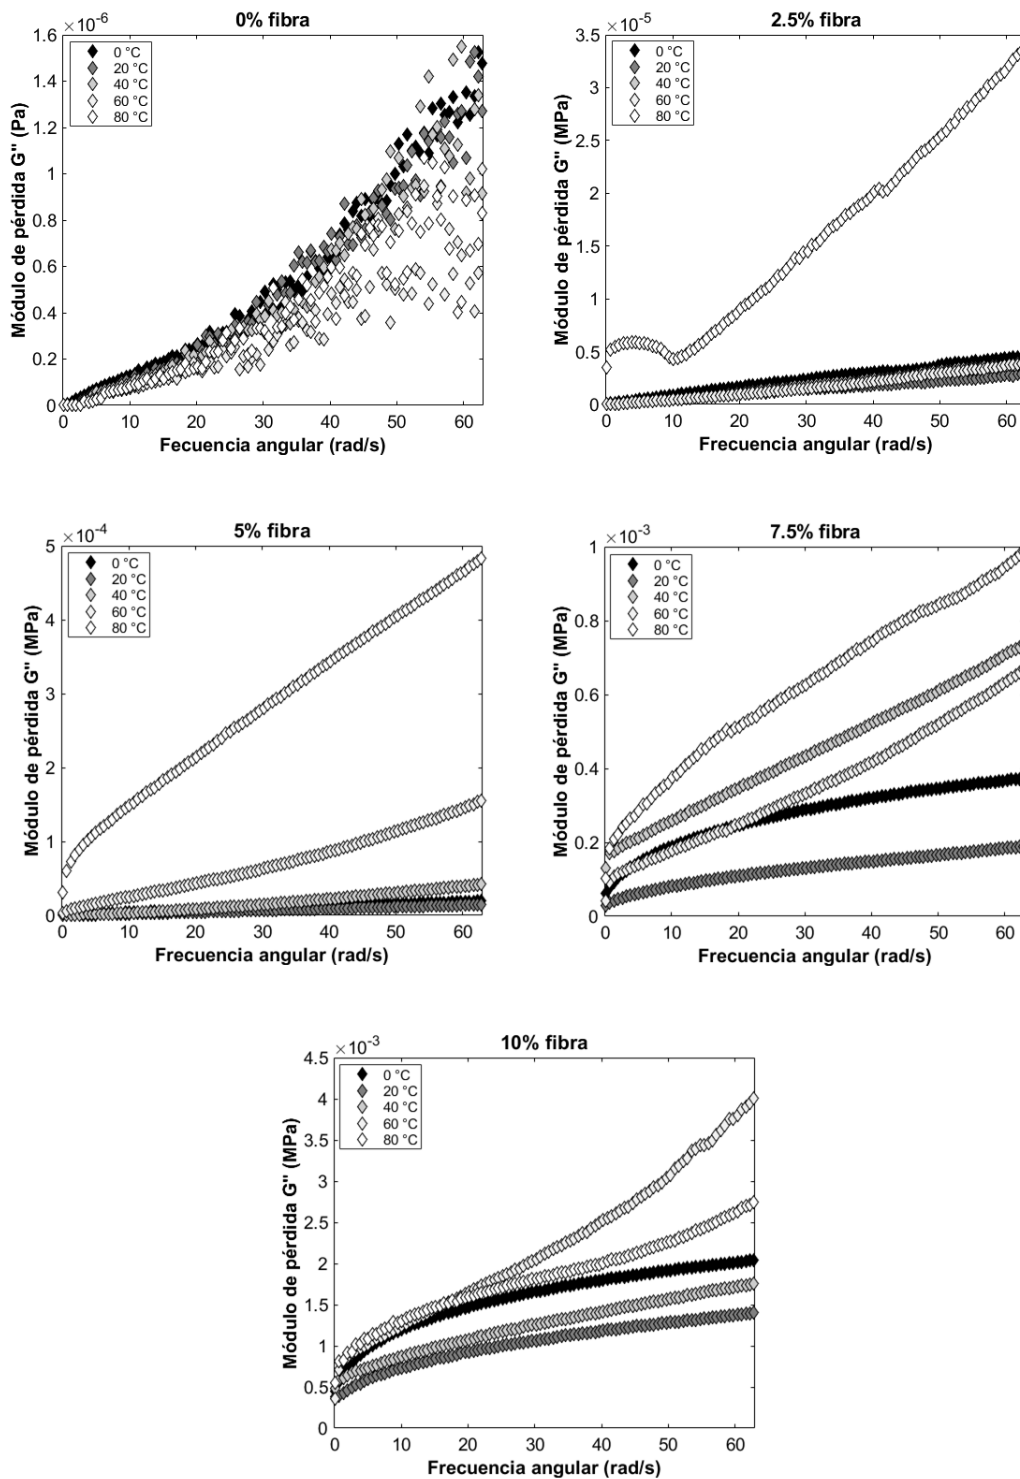 0% fibra
×10^-6
1.6
1.4
1.2
1
0.8
0.6
0.4
0.2
0
Módulo de pérdida G'' (Pa)
0 °C
20 °C
40 °C
60 °C
80 °C
0 10 20 30 40 50 60
Fecuencia angular (rad/s)
2.5% fibra
×10^-5
3.5
3
2.5
2
1.5
1
0.5
0
Módulo de pérdida G'' (MPa)
0 °C
20 °C
40 °C
60 °C
80 °C
0 10 20 30 40 50 60
Frecuencia angular (rad/s)
5% fibra
×10^-4
5
4
3
2
1
0
Módulo de pérdida G'' (MPa)
0 °C
20 °C
40 °C
60 °C
80 °C
0 10 20 30 40 50 60
Frecuencia angular (rad/s)
7.5% fibra
×10^-3
1
0.8
0.6
0.4
0.2
0
Módulo de pérdida G'' (MPa)
0 °C
20 °C
40 °C
60 °C
80 °C
0 10 20 30 40 50 60
Frecuencia angular (rad/s)
10% fibra
×10^-3
4.5
4
3.5
3
2.5
2
1.5
1
0.5
0
Módulo de pérdida G'' (MPa)
0 °C
20 °C
40 °C
60 °C
80 °C
0 10 20 30 40 50 60
Frecuencia angular (rad/s)